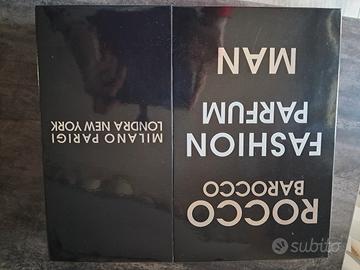 ROCCO
BAROCCO
FASHION
PARFUM
MAN
MILANO PARIGI
LONDRA NEW YORK
subito